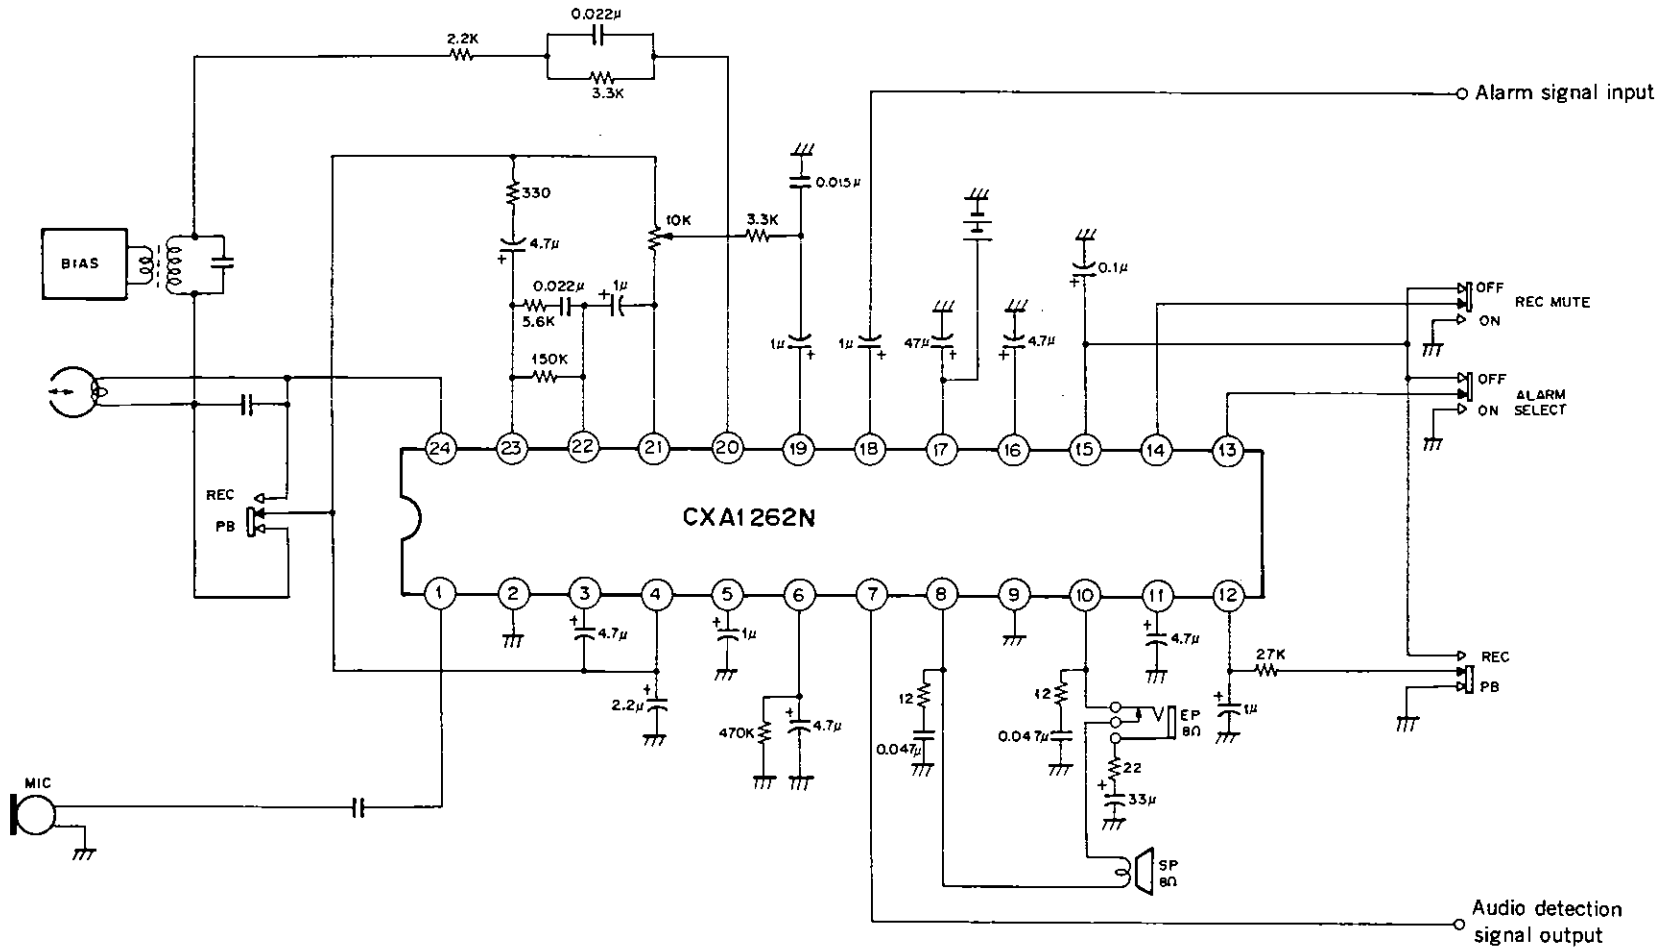 0.022μ
2.2K
3.3K
Alarm signal input
0.015μ
330
10K
3.3K
4.7μ
+
BIAS
0.1μ
+
0.022μ
+ 1μ
5.6K
OFF
REC MUTE
ON
1μ
+
1μ
+
47μ
+
4.7μ
+
150K
OFF
ALARM
ON SELECT
24 23 22 21 20 19 18 17 16 15 14 13
REC
PB
CXA1262N
1 2 3 4 5 6 7 8 9 10 11 12
+
4.7μ
+
1μ
+
4.7μ
27K
REC
PB
+
2.2μ
12
12
+
1μ
EP
8Ω
470K
+
4.7μ
0.047μ
0.047μ
22
+
33μ
MIC
SP
8Ω
Audio detection
signal output